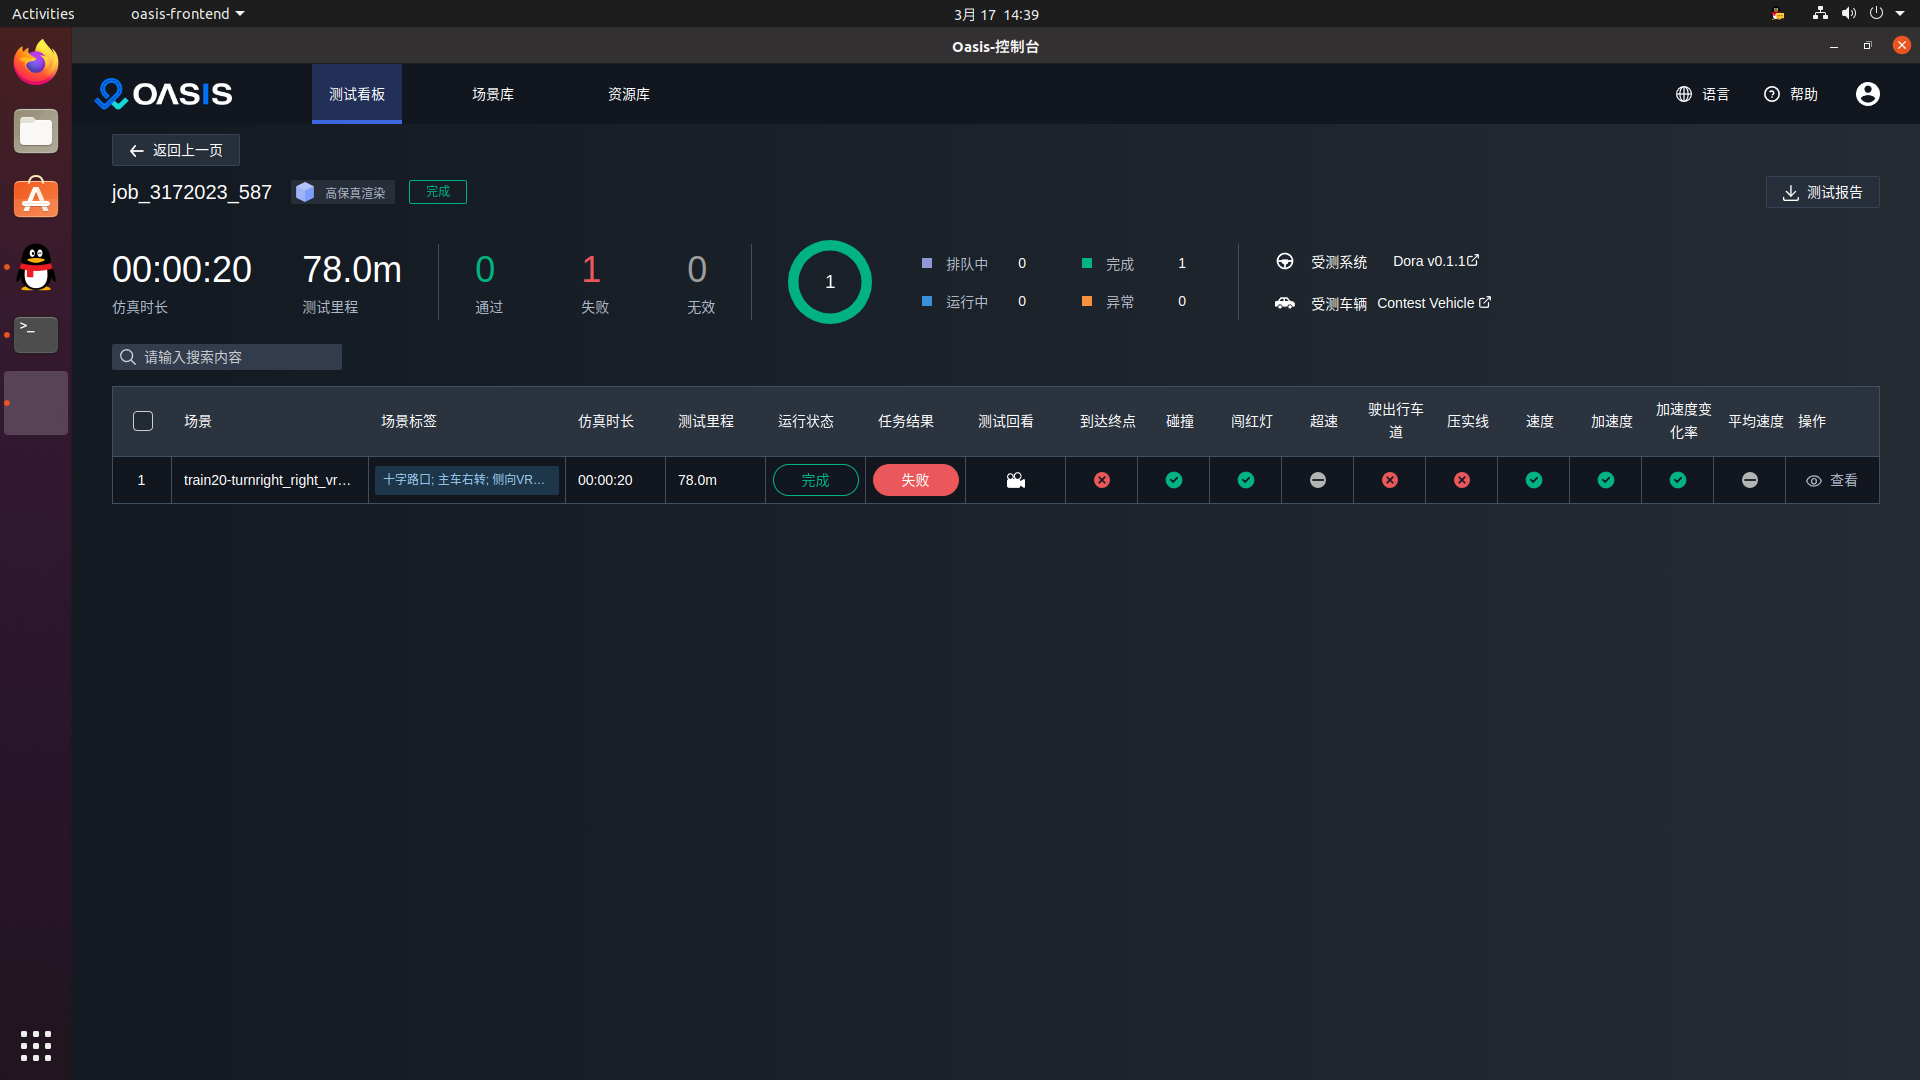 Activities
oasis-frontend
3月 17 14:39
Oasis-控制台
OASIS
测试看板
场景库
资源库
语言
帮助
返回上一页
job_3172023_587
高保真渲染
完成
测试报告
00:00:20
仿真时长
78.0m
测试里程
0
通过
1
失败
0
无效
1
排队中 0
完成 1
运行中 0
异常 0
受测系统 Dora v0.1.1
受测车辆 Contest Vehicle
请输入搜索内容
场景
场景标签
仿真时长
测试里程
运行状态
任务结果
测试回看
到达终点
碰撞
闯红灯
超速
驶出行车
道
压实线
速度
加速度
加速度变
化率
平均速度
操作
1
train20-turnright_right_vr...
十字路口; 主车右转; 侧向VR...
00:00:20
78.0m
完成
失败
查看
>_